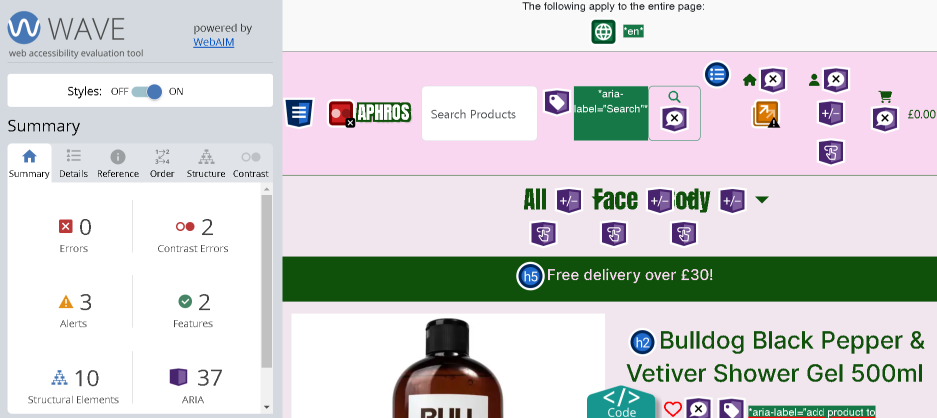 WAVE
powered by
WebAIM
web accessibility evaluation tool
Styles: OFF ON
Summary
Summary Details Reference Order Structure Contrast
0
Errors
2
Contrast Errors
3
Alerts
2
Features
10
Structural Elements
37
ARIA
The following apply to the entire page:
*en*
APHROS
Search Products
*aria-
label="Search"*
£0.00
All
Face
Body
h5 Free delivery over £30!
h2 Bulldog Black Pepper &
Vetiver Shower Gel 500ml
</>
Code
*aria-label="add product to